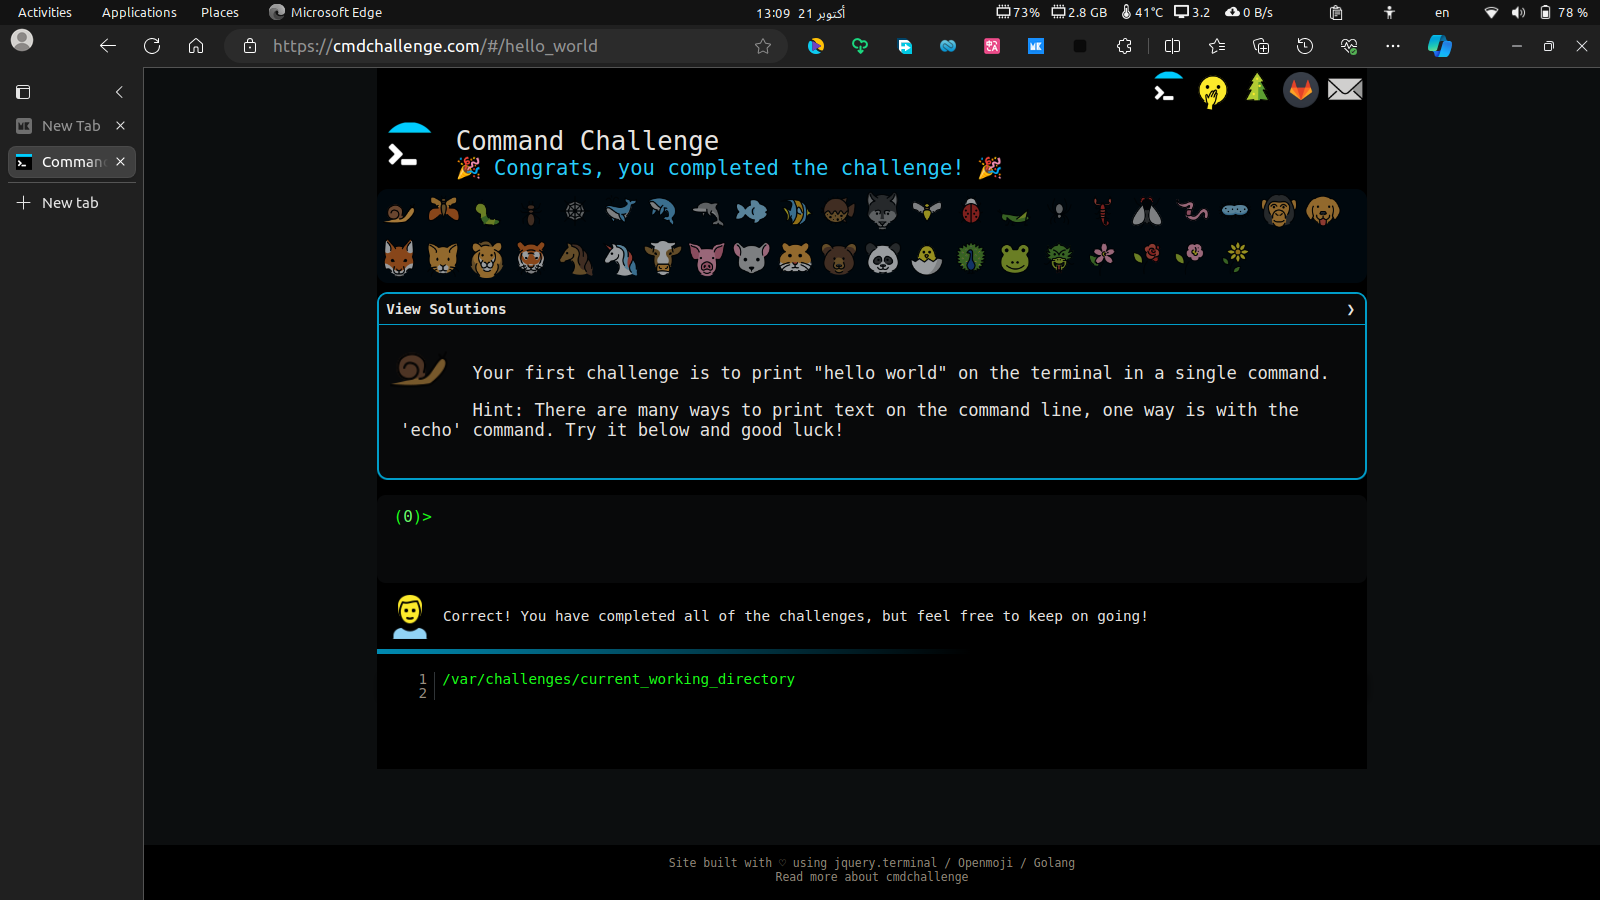 Activities Applications Places Microsoft Edge 13:09 21 أكتوبر 73% 2.8 GB 41°C 3.2 0 B/s en 78 %
https://cmdchallenge.com/#/hello_world
New Tab
Comman
New tab
Command Challenge
Congrats, you completed the challenge!
View Solutions
Your first challenge is to print "hello world" on the terminal in a single command.
Hint: There are many ways to print text on the command line, one way is with the
'echo' command. Try it below and good luck!
(0)>
Correct! You have completed all of the challenges, but feel free to keep on going!
1 /var/challenges/current_working_directory
2
Site built with ♡ using jquery.terminal / Openmoji / Golang
Read more about cmdchallenge